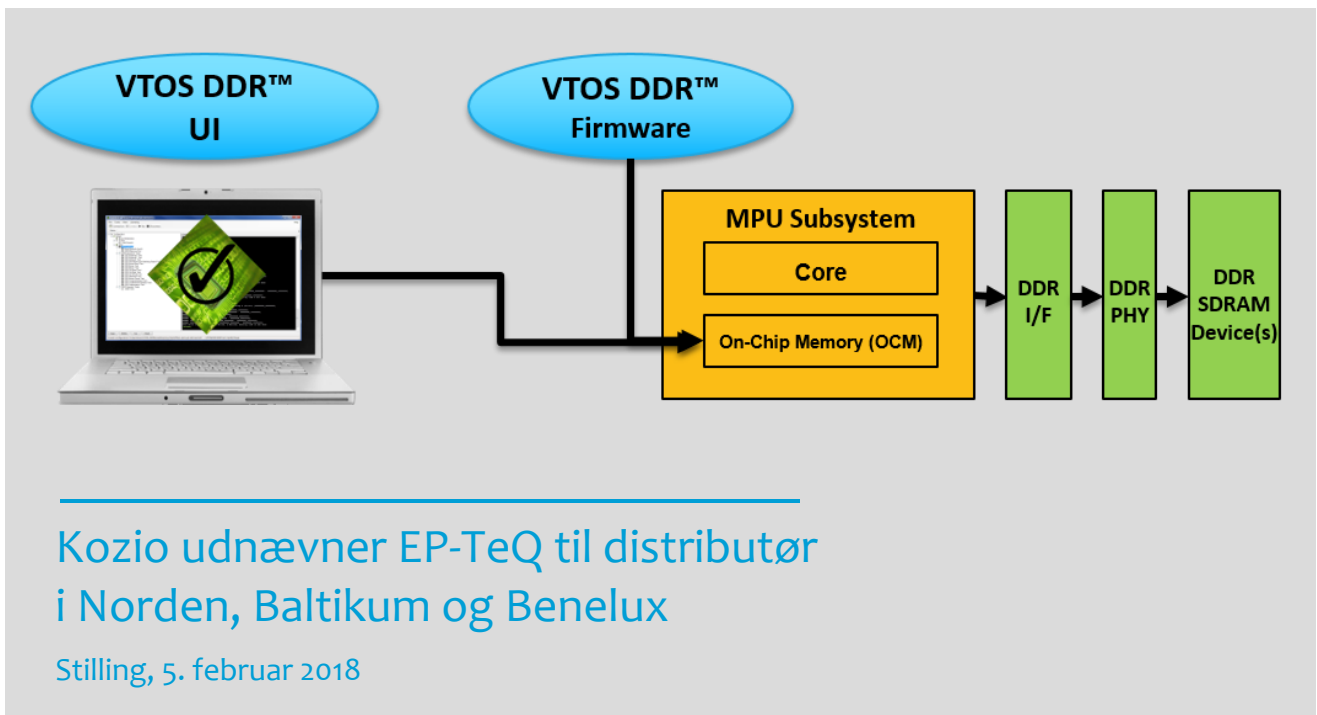 VTOS DDR™
UI
VTOS DDR™
Firmware
MPU Subsystem
Core
On-Chip Memory (OCM)
DDR
I/F
DDR
PHY
DDR
SDRAM
Device(s)
Kozio udnævner EP-TeQ til distributør
i Norden, Baltikum og Benelux
Stilling, 5. februar 2018